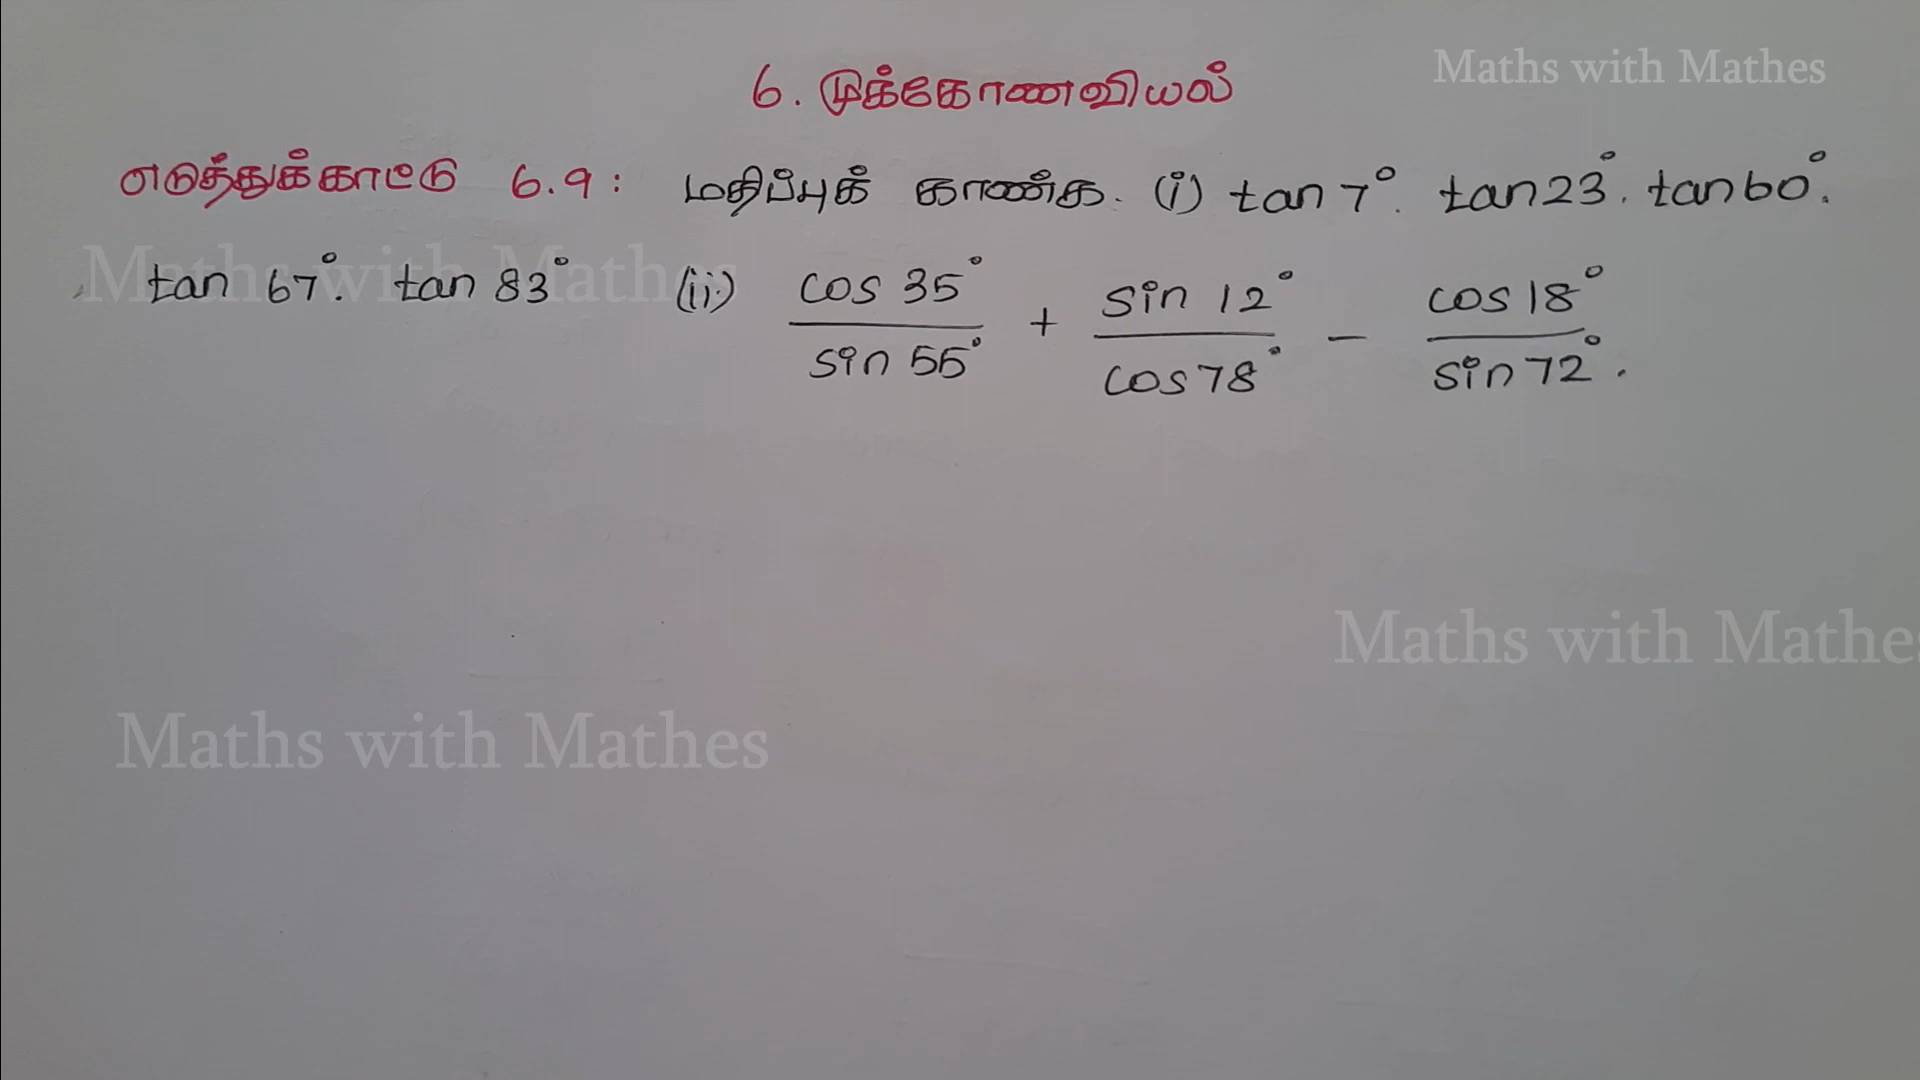 Maths with Mathes
6. முக்கோணவியல்
எடுத்துக்காட்டு 6.9 : மதிப்புக் காண்க. (i) tan 7°. tan 23°. tan 60°.
tan 67°. tan 83° (ii) cos 35° / sin 55° + sin 12° / cos 78° - cos 18° / sin 72°.
Maths with Mathes
Maths with Mathes
Maths with Mathes